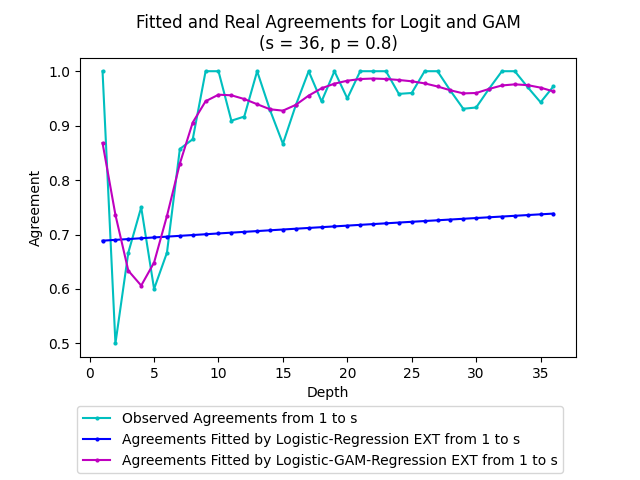 Fitted and Real Agreements for Logit and GAM
(s = 36, p = 0.8)
1.0
0.9
0.8
0.7
0.6
0.5
Agreement
0 5 10 15 20 25 30 35
Depth
Observed Agreements from 1 to s
Agreements Fitted by Logistic-Regression EXT from 1 to s
Agreements Fitted by Logistic-GAM-Regression EXT from 1 to s